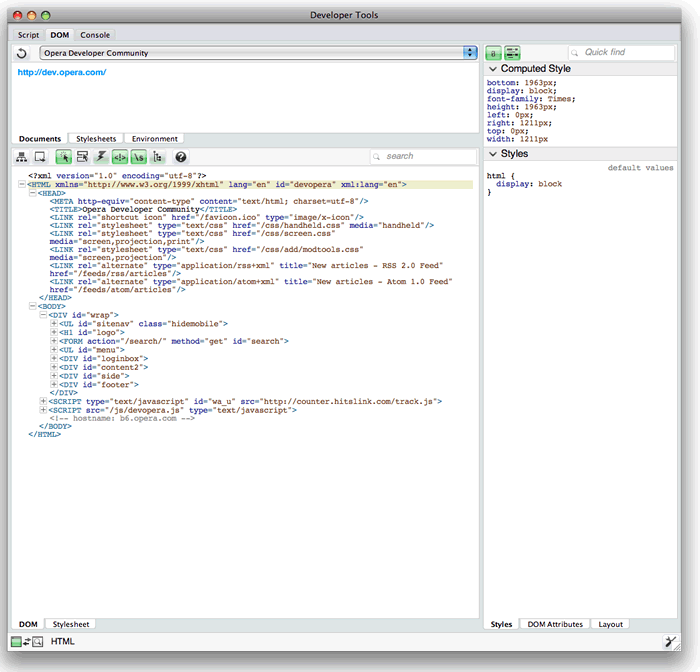 Developer Tools
Script DOM Console
Opera Developer Community
http://dev.opera.com/
Documents Stylesheets Environment
search
<?xml version="1.0" encoding="utf-8"?>
<HTML xmlns="http://www.w3.org/1999/xhtml" lang="en" id="devopera" xml:lang="en">
<HEAD>
<META http-equiv="content-type" content="text/html; charset=utf-8"/>
<TITLE>Opera Developer Community</TITLE>
<LINK rel="shortcut icon" href="/favicon.ico" type="image/x-icon"/>
<LINK rel="stylesheet" type="text/css" href="/css/handheld.css" media="handheld"/>
<LINK rel="stylesheet" type="text/css" href="/css/screen.css"
media="screen,projection,print"/>
<LINK rel="stylesheet" type="text/css" href="/css/add/modtools.css"
media="screen,projection"/>
<LINK rel="alternate" type="application/rss+xml" title="New articles - RSS 2.0 Feed"
href="/feeds/rss/articles"/>
<LINK rel="alternate" type="application/atom+xml" title="New articles - Atom 1.0 Feed"
href="/feeds/atom/articles"/>
</HEAD>
<BODY>
<DIV id="wrap">
<UL id="sitenav" class="hidemobile">
<H1 id="logo">
<FORM action="/search/" method="get" id="search">
<UL id="menu">
<DIV id="loginbox">
<DIV id="content2">
<DIV id="side">
<DIV id="footer">
</DIV>
<SCRIPT type="text/javascript" id="wa_u" src="http://counter.hitslink.com/track.js">
<SCRIPT src="/js/devopera.js" type="text/javascript">
<!-- hostname: b6.opera.com -->
</BODY>
</HTML>
DOM Stylesheet
HTML
Quick find
Computed Style
bottom: 1963px;
display: block;
font-family: Times;
height: 1963px;
left: 0px;
right: 1211px;
top: 0px;
width: 1211px
Styles
default values
html {
display: block
}
Styles DOM Attributes Layout